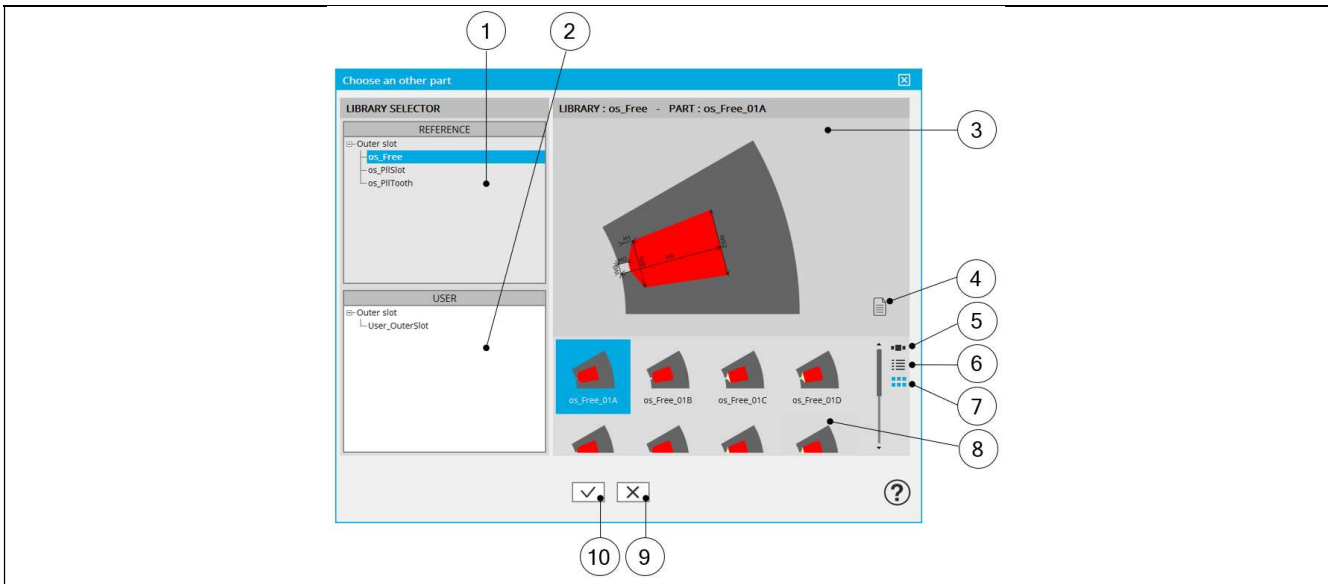 1
2
Choose an other part
LIBRARY SELECTOR
LIBRARY : os_Free - PART : os_Free_01A
REFERENCE
Outer slot
os_Free
os_PllSlot
os_PllTooth
3
4
USER
Outer slot
User_OuterSlot
5
6
7
8
os_Free_01A
os_Free_01B
os_Free_01C
os_Free_01D
?
10
9